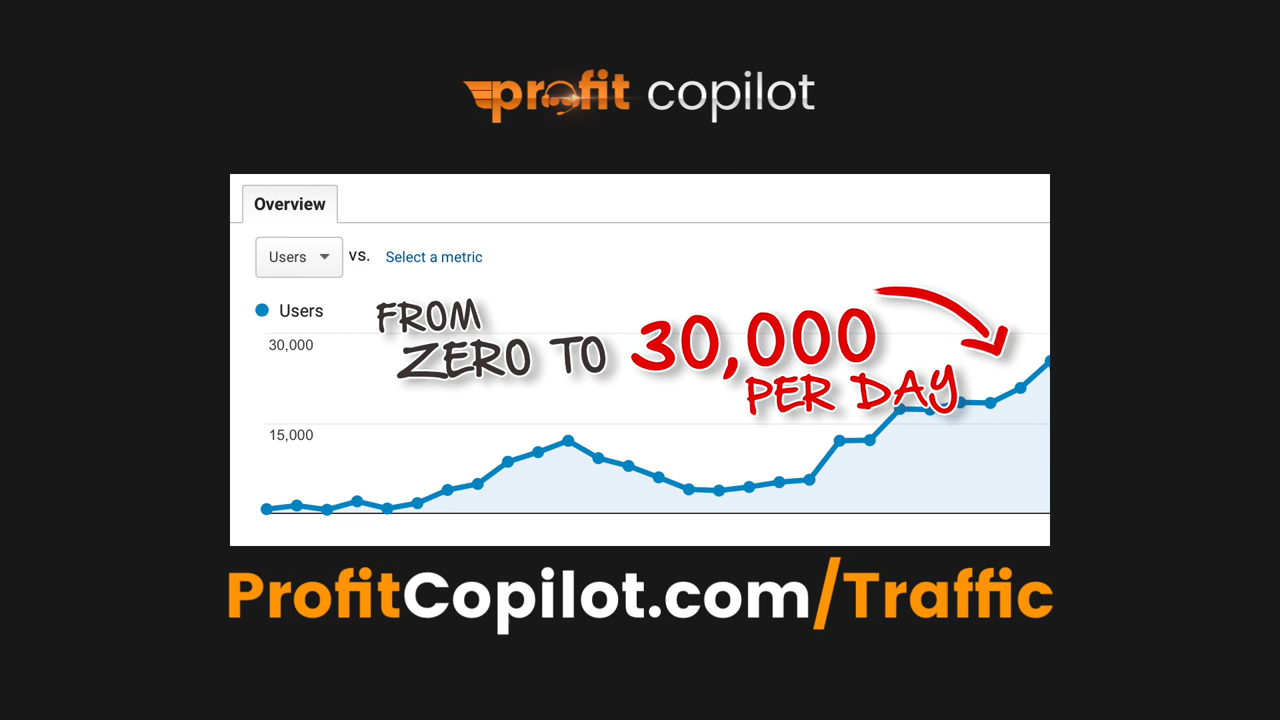 profit copilot
Overview
Users VS. Select a metric
Users
FROM
ZERO TO 30,000
PER DAY
30,000
15,000
ProfitCopilot.com/Traffic